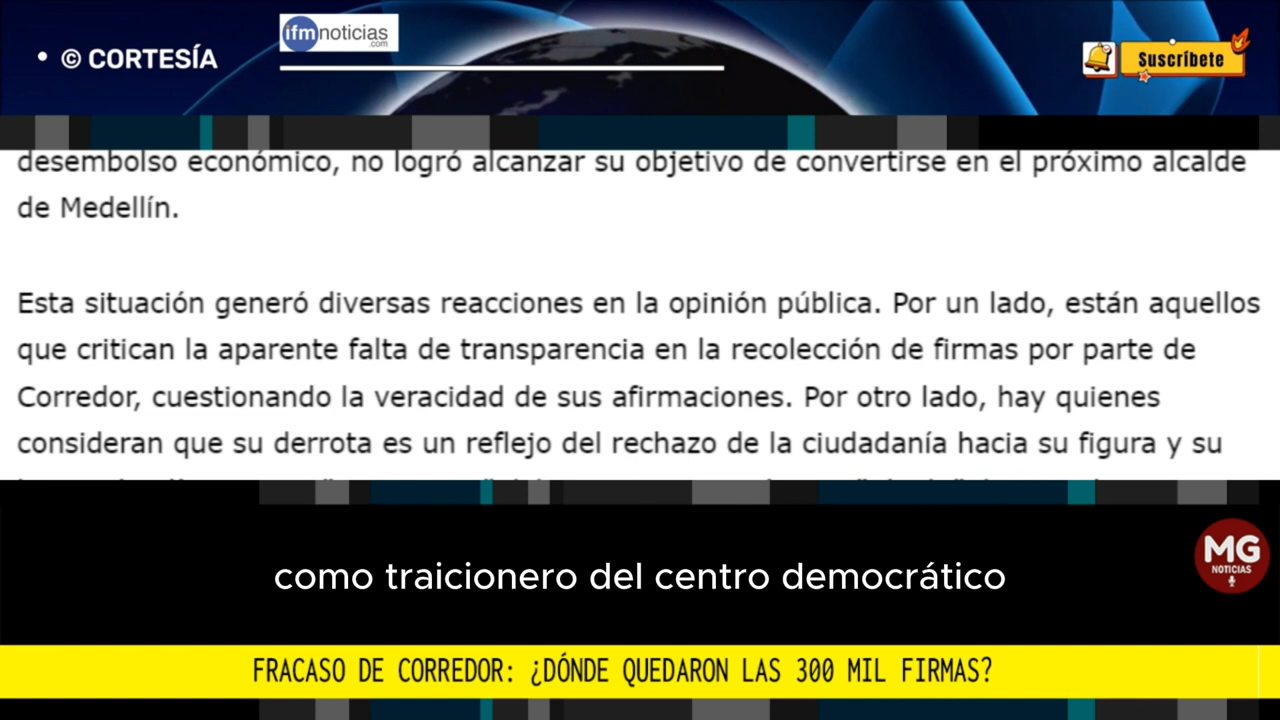 • © CORTESÍA
ifmnoticias
.com
Suscríbete
desembolso económico, no logró alcanzar su objetivo de convertirse en el próximo alcalde
de Medellín.
Esta situación generó diversas reacciones en la opinión pública. Por un lado, están aquellos
que critican la aparente falta de transparencia en la recolección de firmas por parte de
Corredor, cuestionando la veracidad de sus afirmaciones. Por otro lado, hay quienes
consideran que su derrota es un reflejo del rechazo de la ciudadanía hacia su figura y su
como traicionero del centro democrático
MG
NOTICIAS
FRACASO DE CORREDOR: ¿DÓNDE QUEDARON LAS 300 MIL FIRMAS?